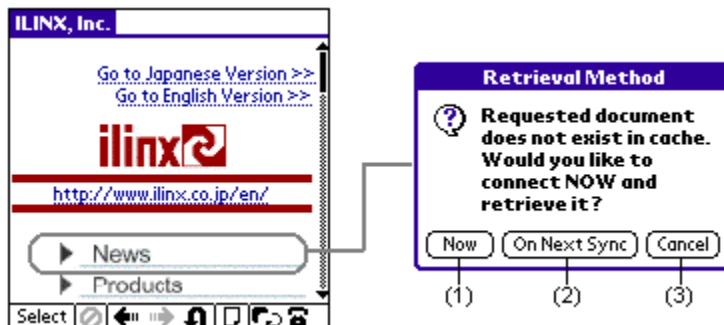 ILINX, Inc.
Go to Japanese Version >>
Go to English Version >>
ilinx
http://www.ilinx.co.jp/en/
News
Products
Select
Retrieval Method
Requested document
does not exist in cache.
Would you like to
connect NOW and
retrieve it?
Now On Next Sync Cancel
(1) (2) (3)